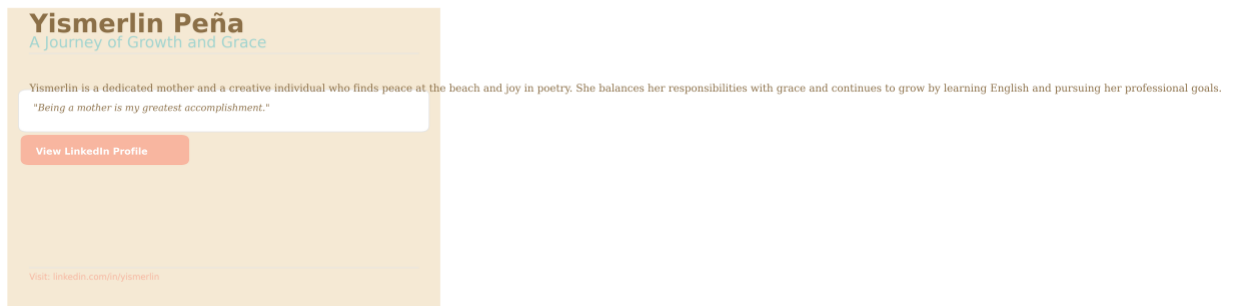 Yismerlin Peña
A Journey of Growth and Grace
Yismerlin is a dedicated mother and a creative individual who finds peace at the beach and joy in poetry. She balances her responsibilities with grace and continues to grow by learning English and pursuing her professional goals.
"Being a mother is my greatest accomplishment."
View LinkedIn Profile
Visit: linkedin.com/in/yismerlin